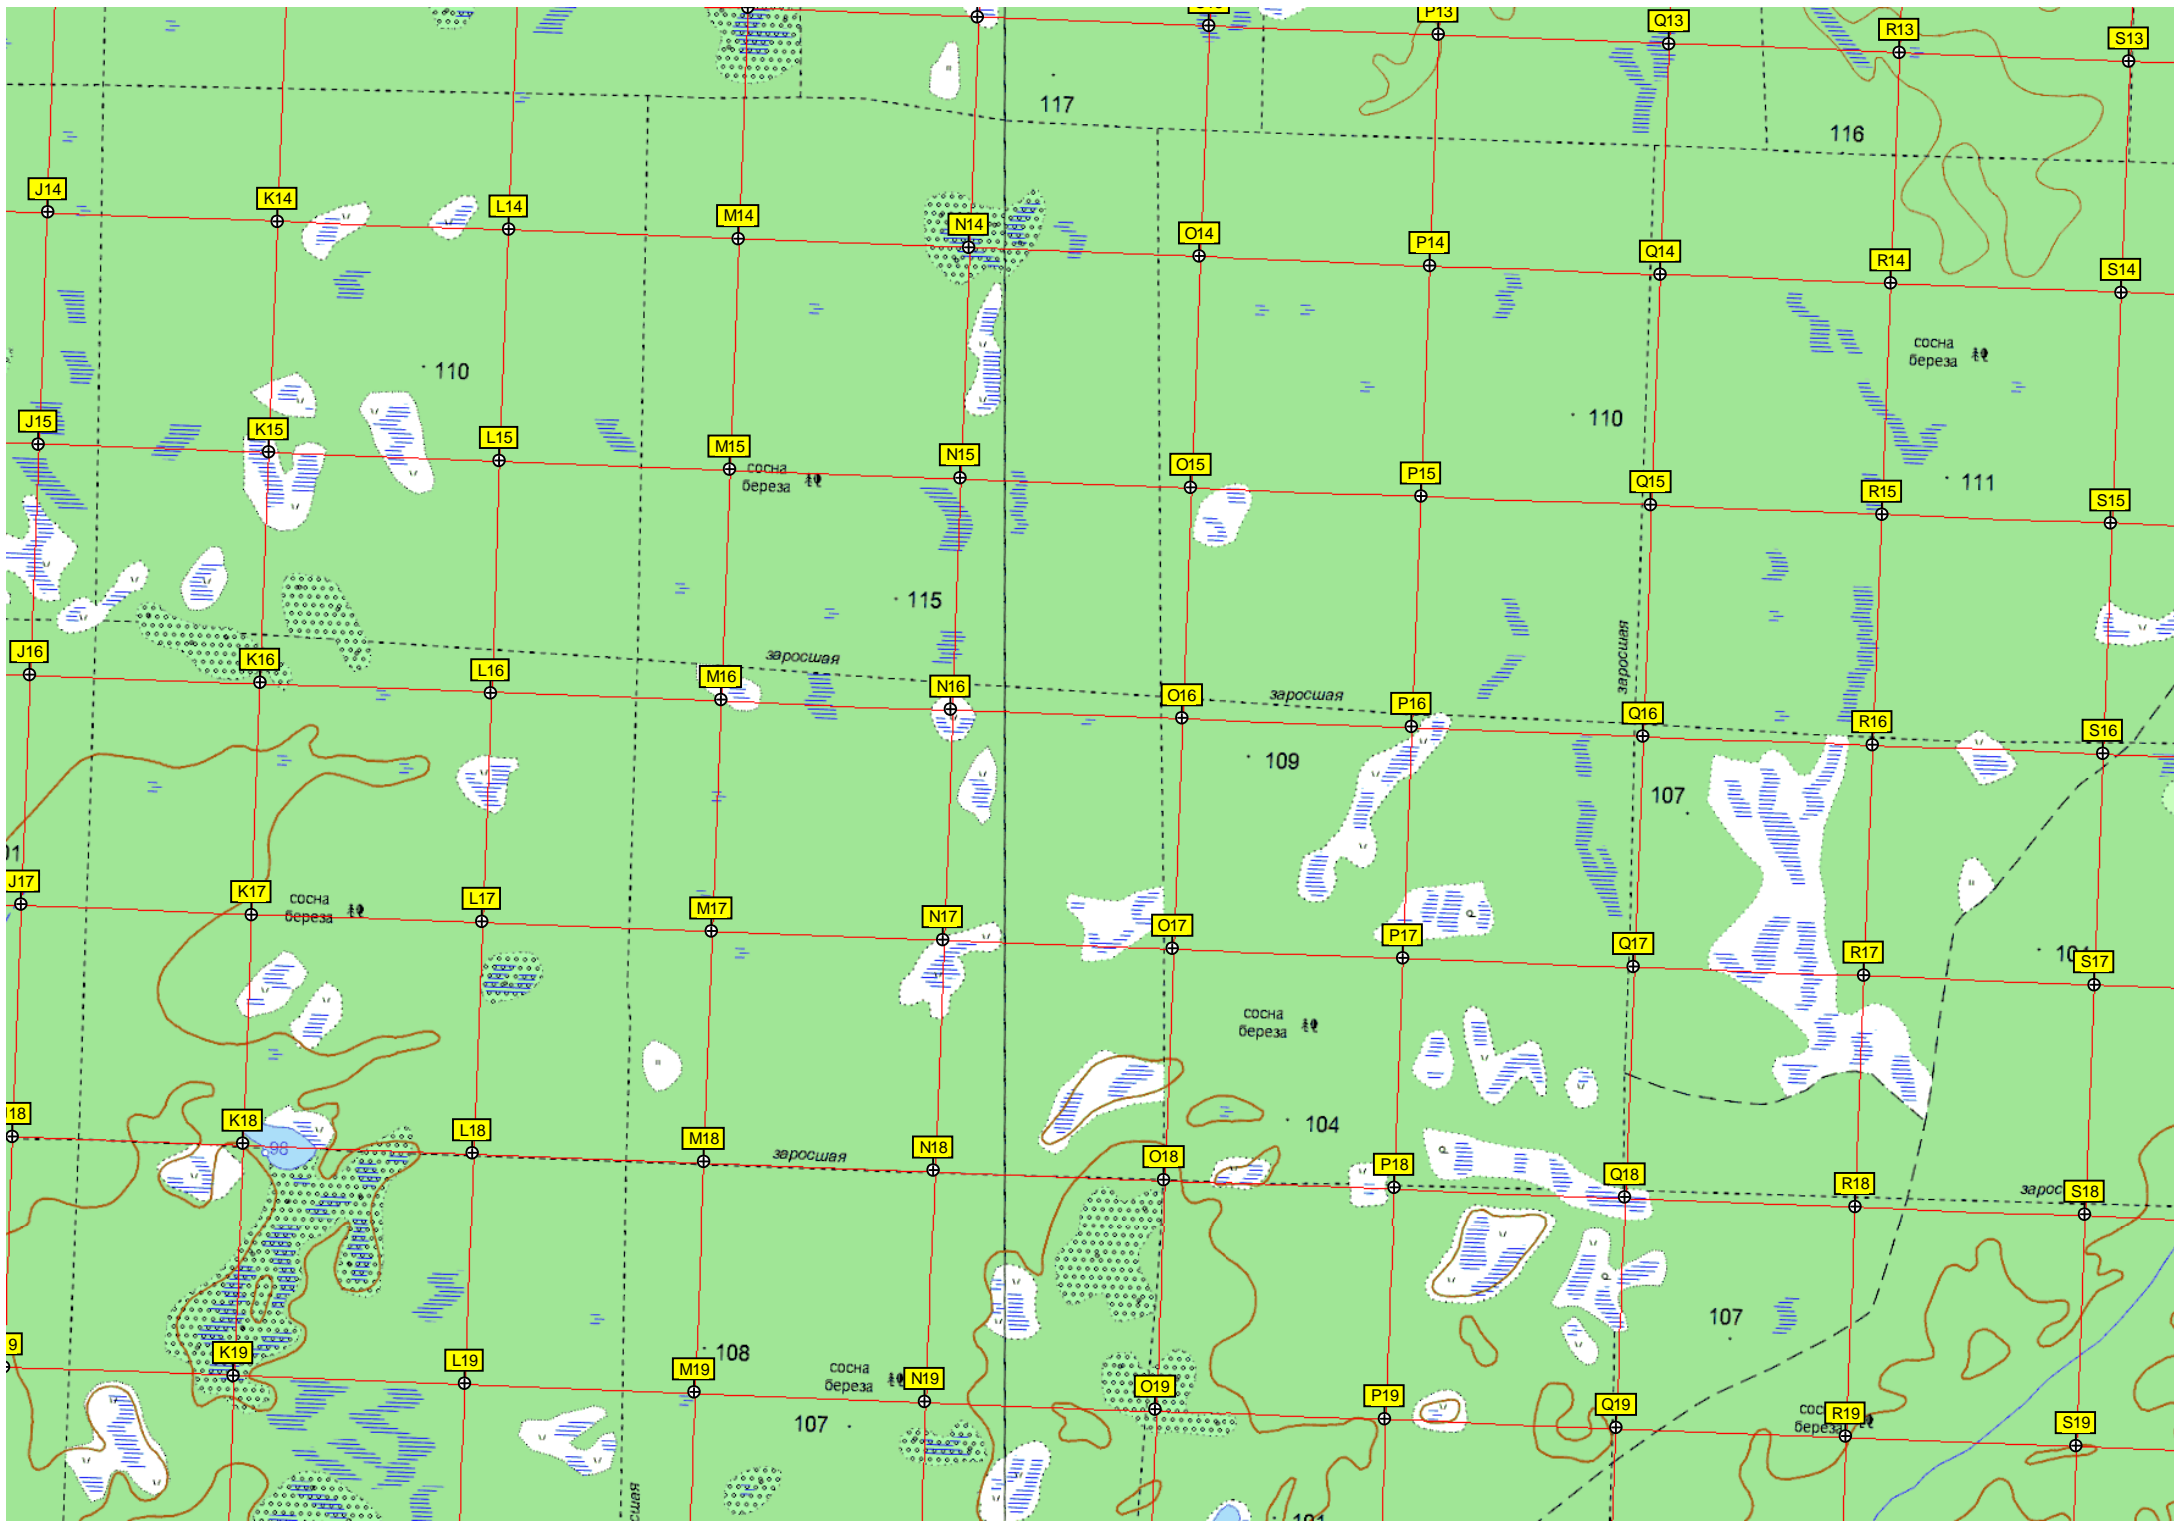 P13
Q13
R13
S13
117
116
J14
K14
L14
M14
N14
O14
P14
Q14
R14
S14
сосна
береза
110
110
J15
K15
L15
M15
N15
O15
P15
Q15
R15
S15
сосна
береза
111
115
заросшая
заросшая
заросшая
J16
K16
L16
M16
N16
O16
P16
Q16
R16
S16
109
107
J17
K17
L17
M17
N17
O17
P17
Q17
R17
S17
сосна
береза
сосна
береза
104
K18
L18
M18
N18
O18
P18
Q18
R18
S18
98
заросшая
107
108
K19
L19
M19
N19
O19
P19
Q19
R19
S19
сосна
береза
береза
107